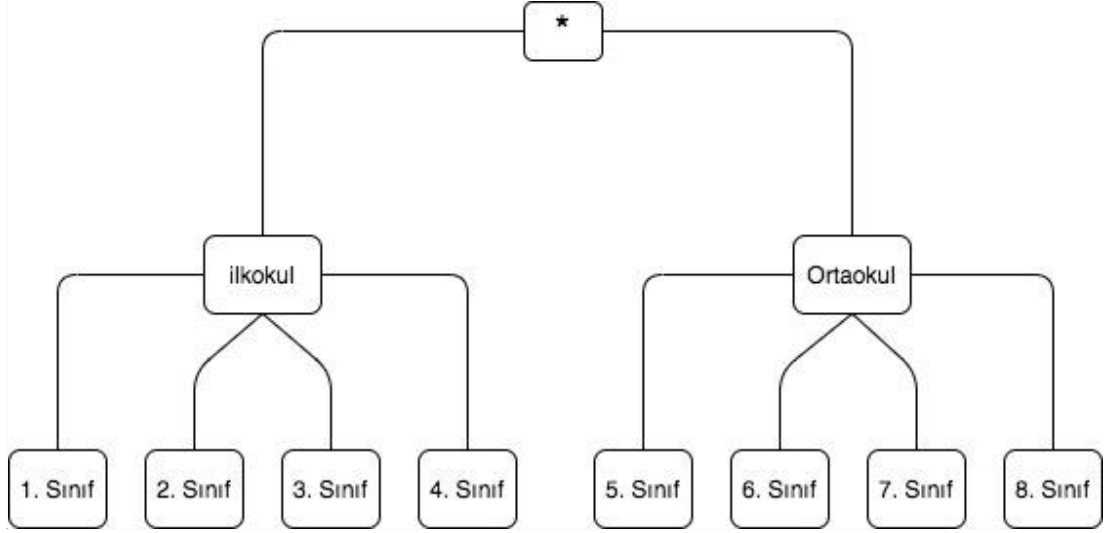 *
ilkokul
Ortaokul
1. Sınıf
2. Sınıf
3. Sınıf
4. Sınıf
5. Sınıf
6. Sınıf
7. Sınıf
8. Sınıf